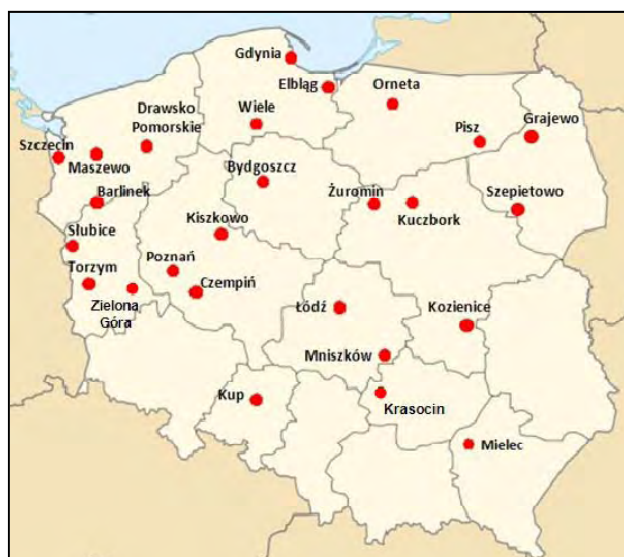 Gdynia
Elbląg
Orneta
Drawsko
Pomorskie
Wiele
Pisz
Grajewo
Szczecin
Maszewo
Bydgoszcz
Barlinek
Żuromin
Kuczbork
Szepietowo
Słubice
Kiszkowo
Poznań
Torzym
Czempiń
Zielona
Góra
Łódź
Kozienice
Mniszków
Kup
Krasocin
Mielec